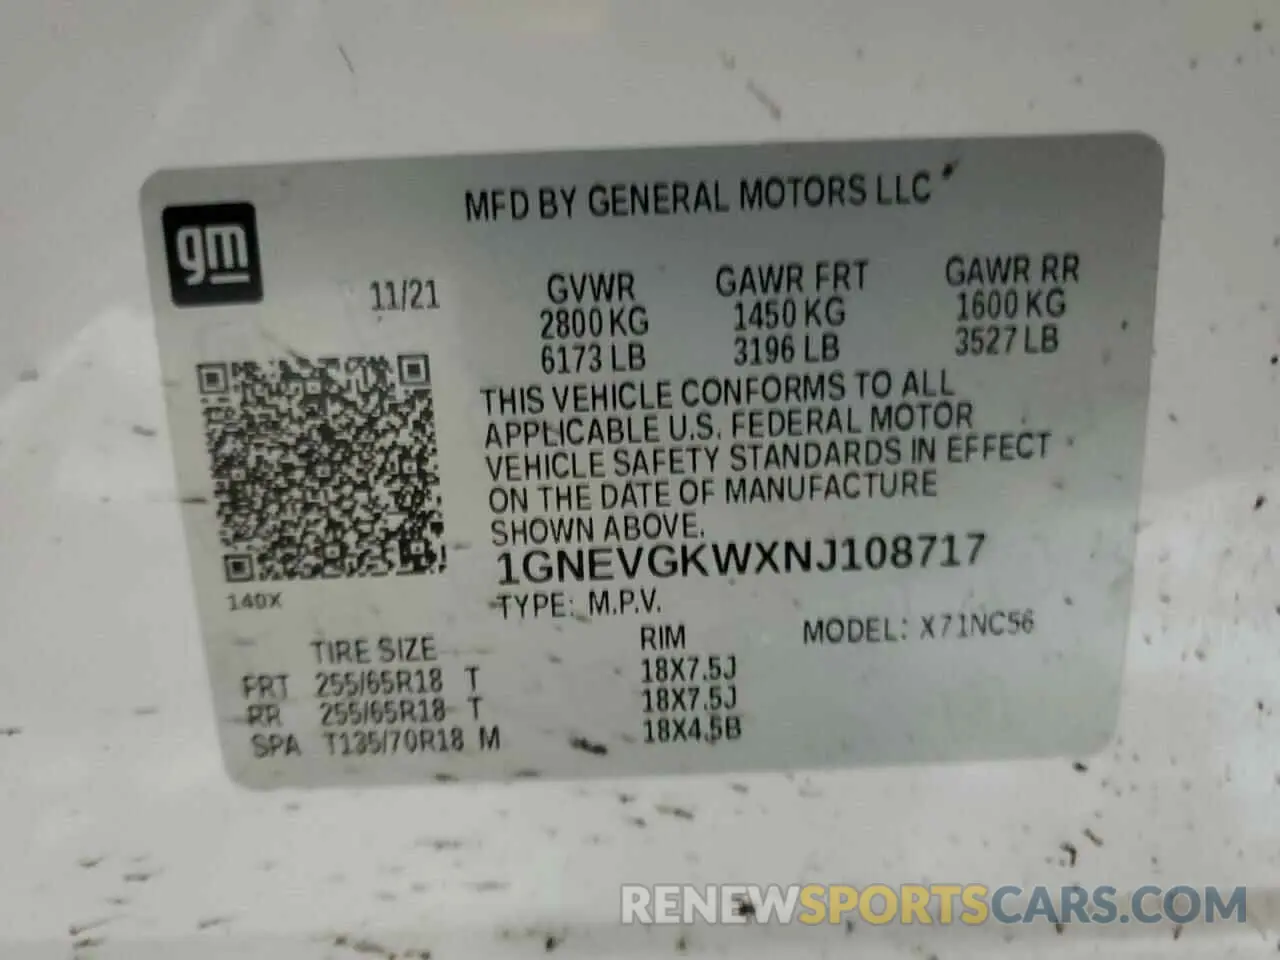 MFD BY GENERAL MOTORS LLC
gm
11/21
GVWR GAWR FRT GAWR RR
2800 KG 1450 KG 1600 KG
6173 LB 3196 LB 3527 LB
THIS VEHICLE CONFORMS TO ALL
APPLICABLE U.S. FEDERAL MOTOR
VEHICLE SAFETY STANDARDS IN EFFECT
ON THE DATE OF MANUFACTURE
SHOWN ABOVE.
1GNEVGKWXNJ108717
140X
TYPE: M.P.V.
MODEL: X71NC56
TIRE SIZE RIM
FRT 255/65R18 T 18X7.5J
RR 255/65R18 T 18X7.5J
SPA T135/70R18 M 18X4.5B
RENEWSPORTSCARS.COM